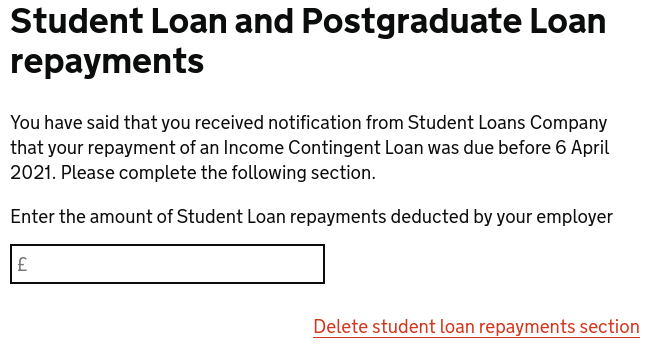 Student Loan and Postgraduate Loan
repayments
You have said that you received notification from Student Loans Company
that your repayment of an Income Contingent Loan was due before 6 April
2021. Please complete the following section.
Enter the amount of Student Loan repayments deducted by your employer
£
Delete student loan repayments section